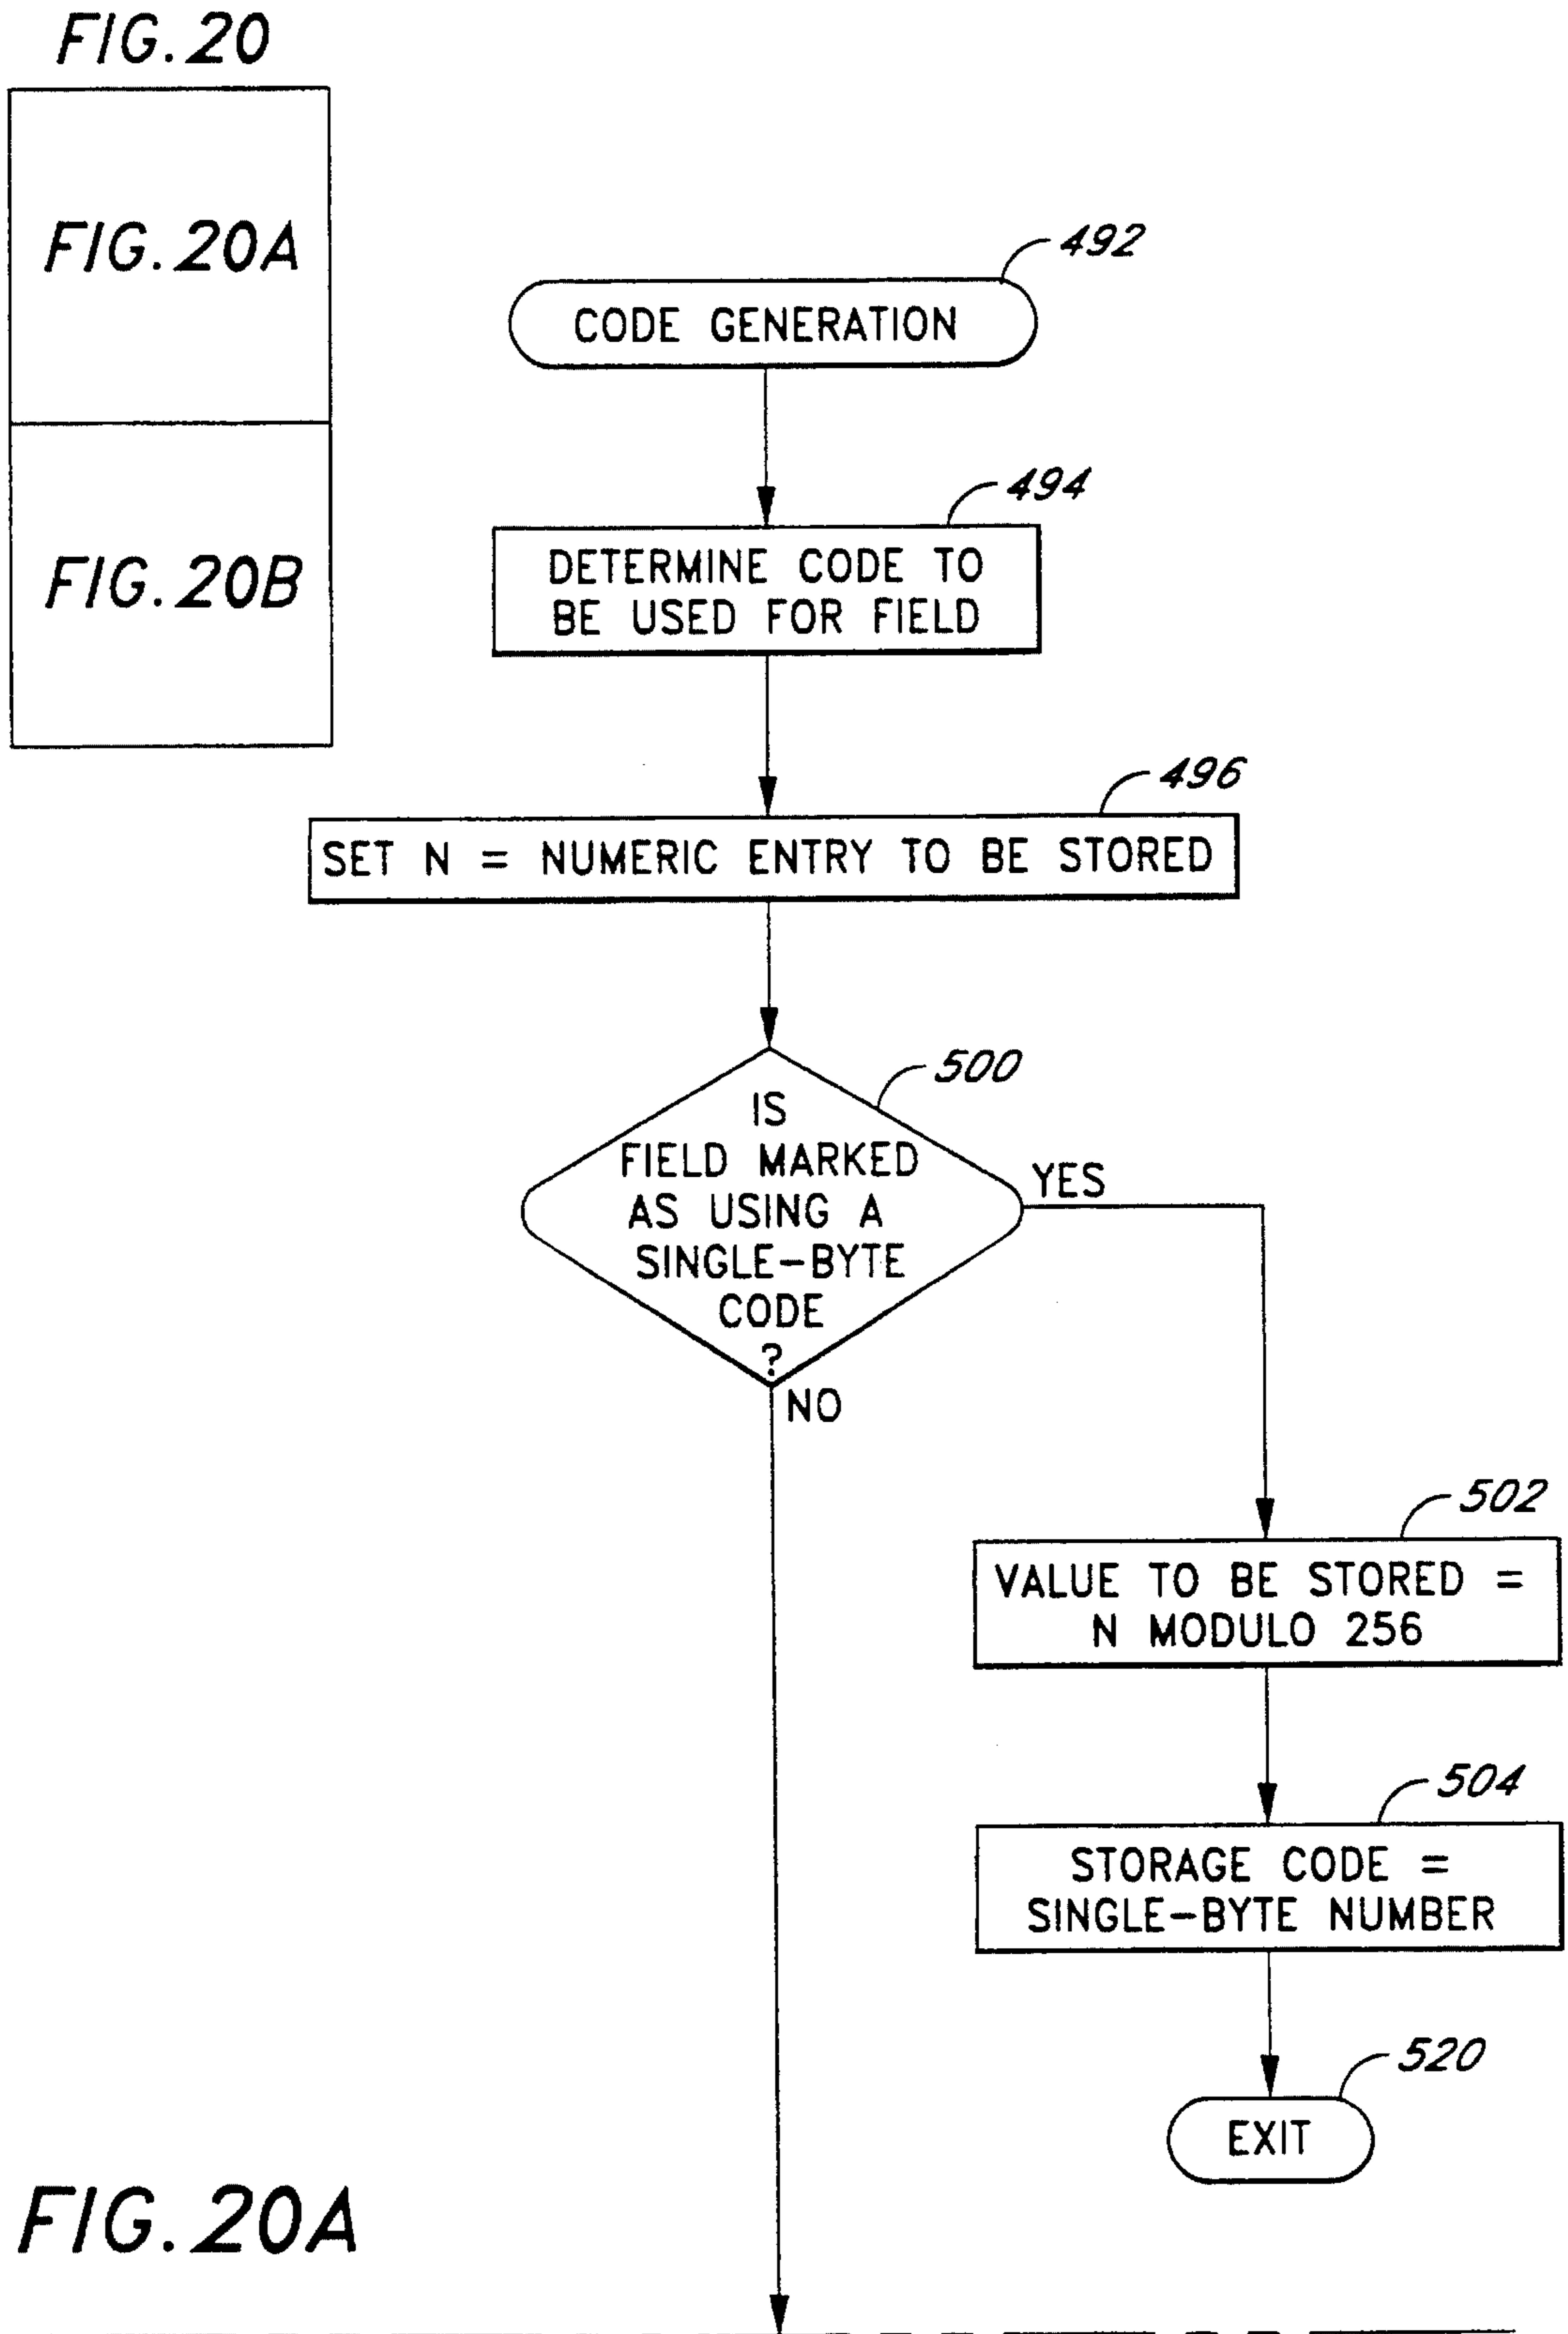 FIG. 20
FIG. 20A
FIG. 20B
492
CODE GENERATION
494
DETERMINE CODE TO
BE USED FOR FIELD
496
SET N = NUMERIC ENTRY TO BE STORED
500
IS
FIELD MARKED
AS USING A
SINGLE-BYTE
CODE
?
YES
NO
502
VALUE TO BE STORED =
N MODULO 256
504
STORAGE CODE =
SINGLE-BYTE NUMBER
520
EXIT
FIG. 20A